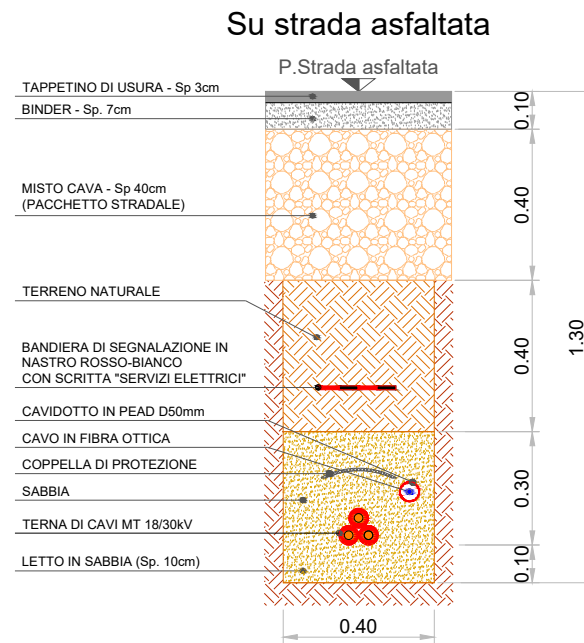 Su strada asfaltata
P.Strada asfaltata
TAPPETINO DI USURA - Sp 3cm
BINDER - Sp. 7cm
MISTO CAVA - Sp 40cm
(PACCHETTO STRADALE)
TERRENO NATURALE
BANDIERA DI SEGNALAZIONE IN
NASTRO ROSSO-BIANCO
CON SCRITTA "SERVIZI ELETTRICI"
CAVIDOTTO IN PEAD D50mm
CAVO IN FIBRA OTTICA
COPPELLA DI PROTEZIONE
SABBIA
TERNA DI CAVI MT 18/30kV
LETTO IN SABBIA (Sp. 10cm)
0.10
0.40
0.40
1.30
0.30
0.10
0.40